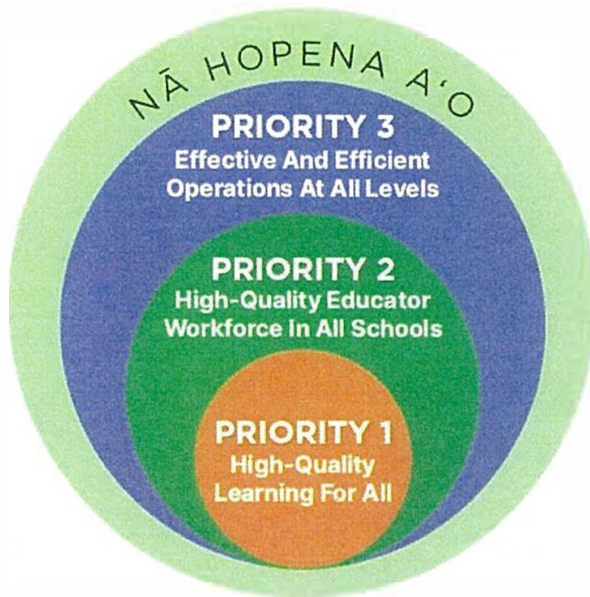 NĀ HOPENA AʻO
PRIORITY 3
Effective And Efficient
Operations At All Levels
PRIORITY 2
High-Quality Educator
Workforce In All Schools
PRIORITY 1
High-Quality
Learning For All